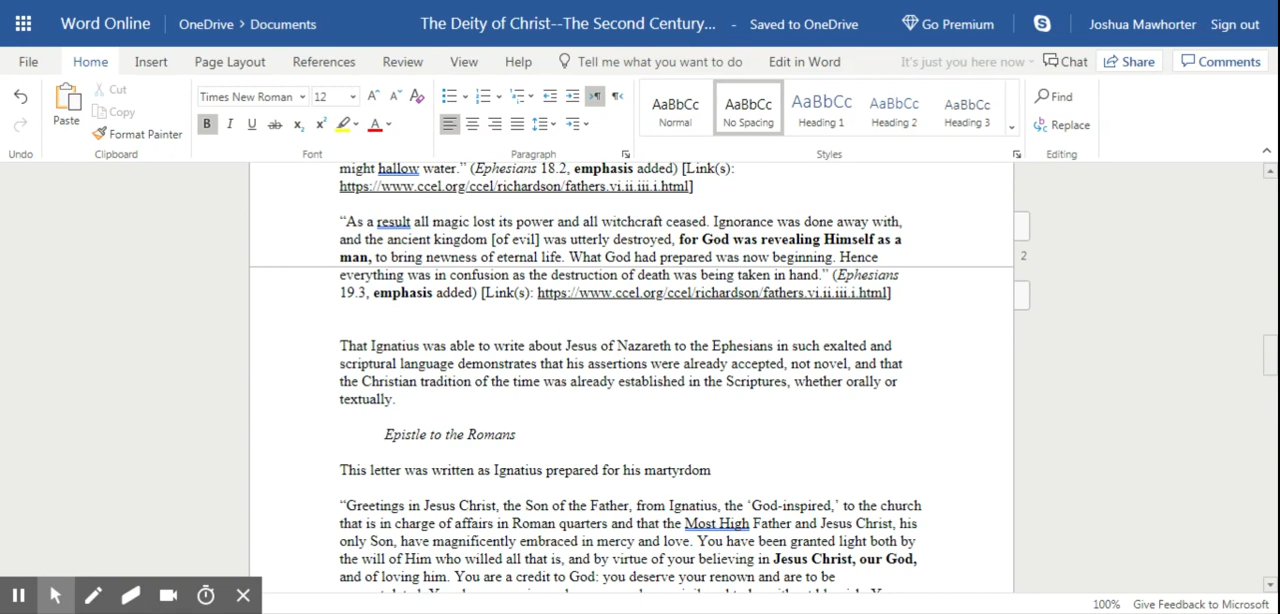 Word Online OneDrive > Documents The Deity of Christ--The Second Century... - Saved to OneDrive Go Premium Joshua Mawhorter Sign out
File Home Insert Page Layout References Review View Help Tell me what you want to do Edit in Word It's just you here now Chat Share Comments
Paste Cut Copy Format Painter Times New Roman 12 AaBbCc Normal AaBbCc No Spacing AaBbCc Heading 1 AaBbCc Heading 2 AaBbCc Heading 3 Find Replace
Undo Clipboard Font Paragraph Styles Editing
might hallow water.” (Ephesians 18.2, emphasis added) [Link(s):
https://www.ccel.org/ccel/richardson/fathers.vi.ii.iii.i.html]
“As a result all magic lost its power and all witchcraft ceased. Ignorance was done away with,
and the ancient kingdom [of evil] was utterly destroyed, for God was revealing Himself as a
man, to bring newness of eternal life. What God had prepared was now beginning. Hence
2
everything was in confusion as the destruction of death was being taken in hand.” (Ephesians
19.3, emphasis added) [Link(s): https://www.ccel.org/ccel/richardson/fathers.vi.ii.iii.i.html]
That Ignatius was able to write about Jesus of Nazareth to the Ephesians in such exalted and
scriptural language demonstrates that his assertions were already accepted, not novel, and that
the Christian tradition of the time was already established in the Scriptures, whether orally or
textually.
Epistle to the Romans
This letter was written as Ignatius prepared for his martyrdom
“Greetings in Jesus Christ, the Son of the Father, from Ignatius, the ‘God-inspired,’ to the church
that is in charge of affairs in Roman quarters and that the Most High Father and Jesus Christ, his
only Son, have magnificently embraced in mercy and love. You have been granted light both by
the will of Him who willed all that is, and by virtue of your believing in Jesus Christ, our God,
and of loving him. You are a credit to God: you deserve your renown and are to be
100% Give Feedback to Microsoft